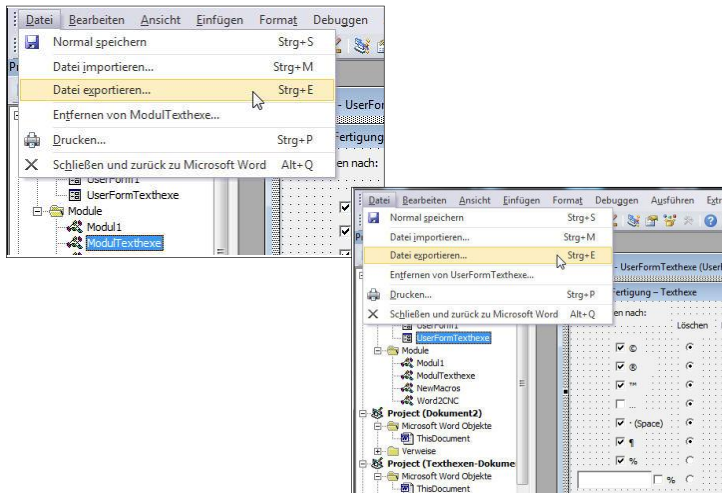 Datei Bearbeiten Ansicht Einfügen Format Debuggen
Normal speichern Strg+S
Datei importieren... Strg+M
Datei exportieren... Strg+E
Entfernen von ModulTexthexe...
Drucken... Strg+P
Schließen und zurück zu Microsoft Word Alt+Q
UserForm1
UserFormTexthexe
Module
Modul1
ModulTexthexe
- UserFor
Fertigung
en nach:
Datei Bearbeiten Ansicht Einfügen Format Debuggen Ausführen Extr
Normal speichern Strg+S
Datei importieren... Strg+M
Datei exportieren... Strg+E
Entfernen von UserFormTexthexe...
Drucken... Strg+P
Schließen und zurück zu Microsoft Word Alt+Q
UserForm1
UserFormTexthexe
Module
Modul1
ModulTexthexe
NewMacros
Word2CNC
Project (Dokument2)
Microsoft Word Objekte
ThisDocument
Verweise
Project (Texthexen-Dokume
Microsoft Word Objekte
ThisDocument
- UserFormTexthexe (UserF
Fertigung – Texthexe
en nach:
Löschen
©
®
™
...
· (Space)
¶
%
%